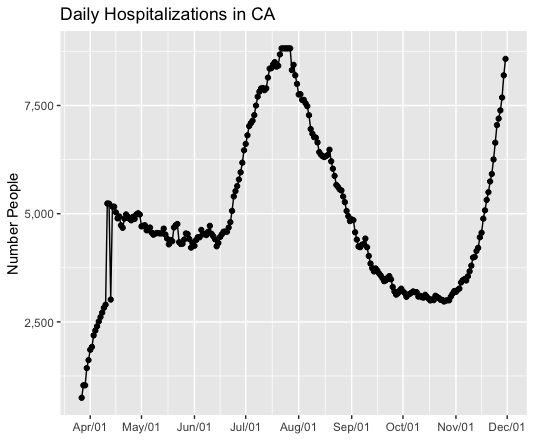 Daily Hospitalizations in CA
Number People
7,500
5,000
2,500
Apr/01 May/01 Jun/01 Jul/01 Aug/01 Sep/01 Oct/01 Nov/01 Dec/01